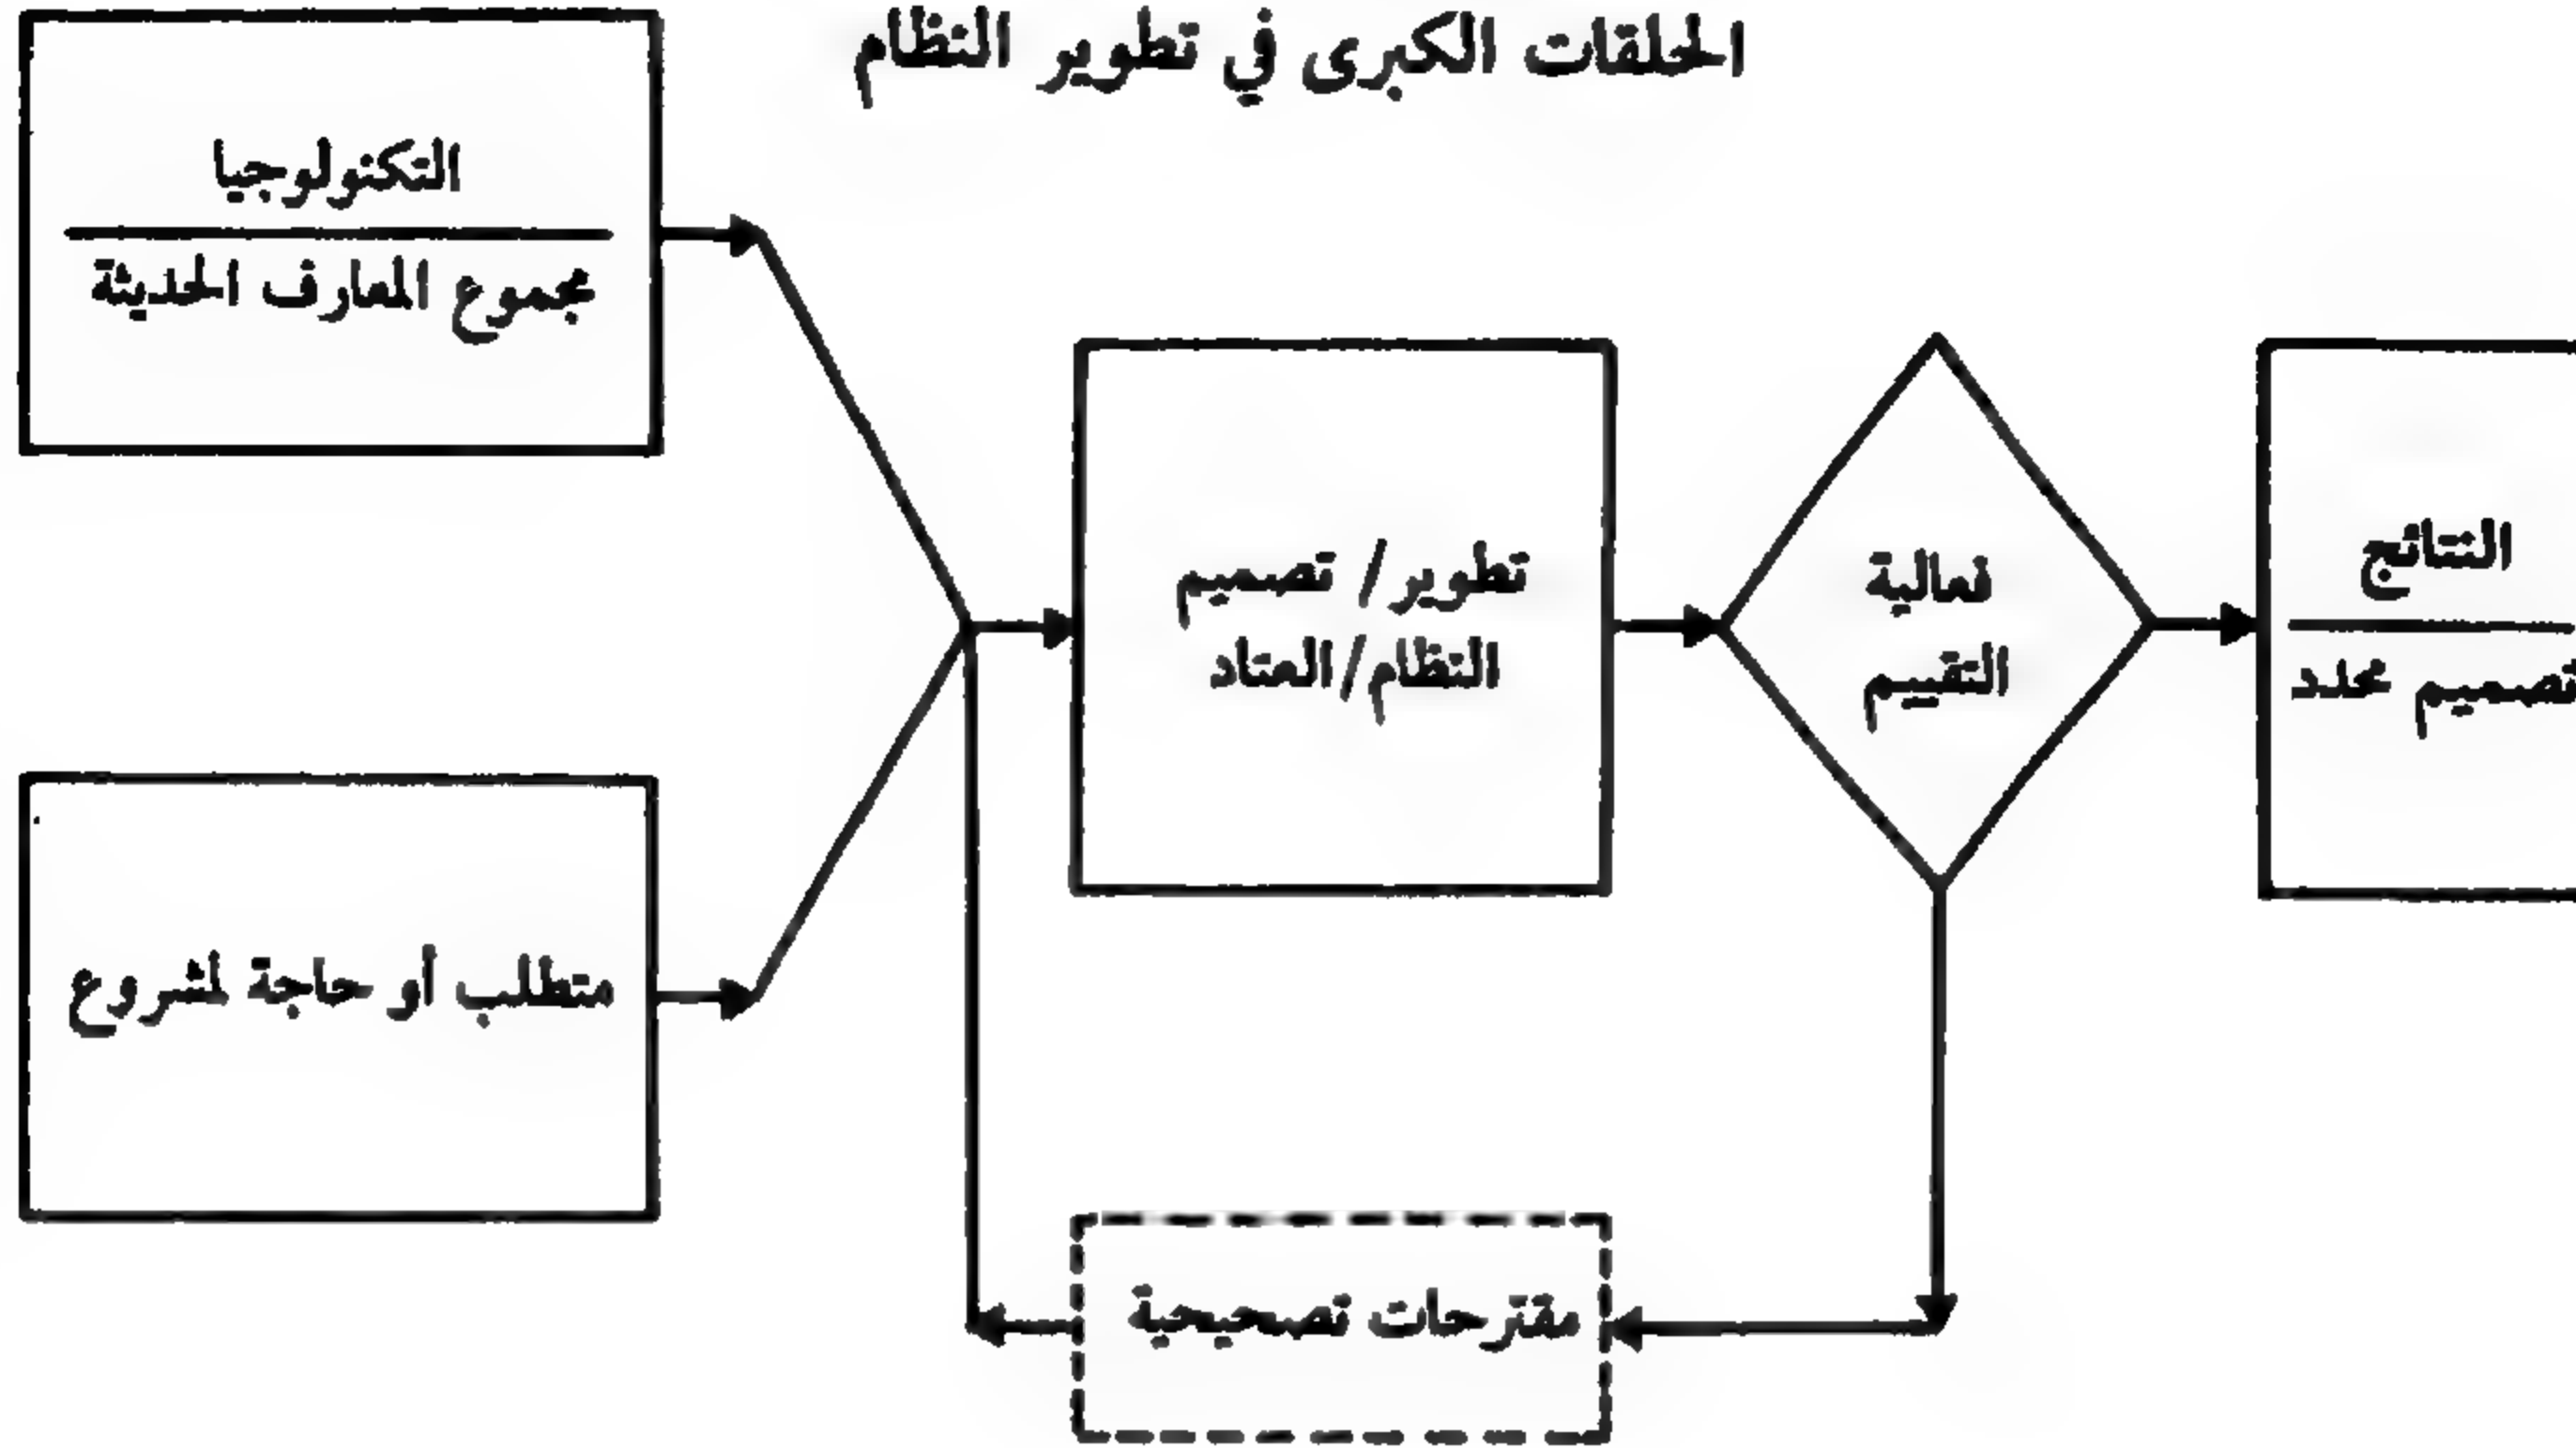 الحلقات الكبرى في تطوير النظام
التكنولوجيا
مجموع المعارف الحديثة
متطلب أو حاجة لمشروع
تطوير/ تصميم
النظام/العتاد
فعالية
التقييم
النتائج
تصميم محدد
مقترحات تصحيحية